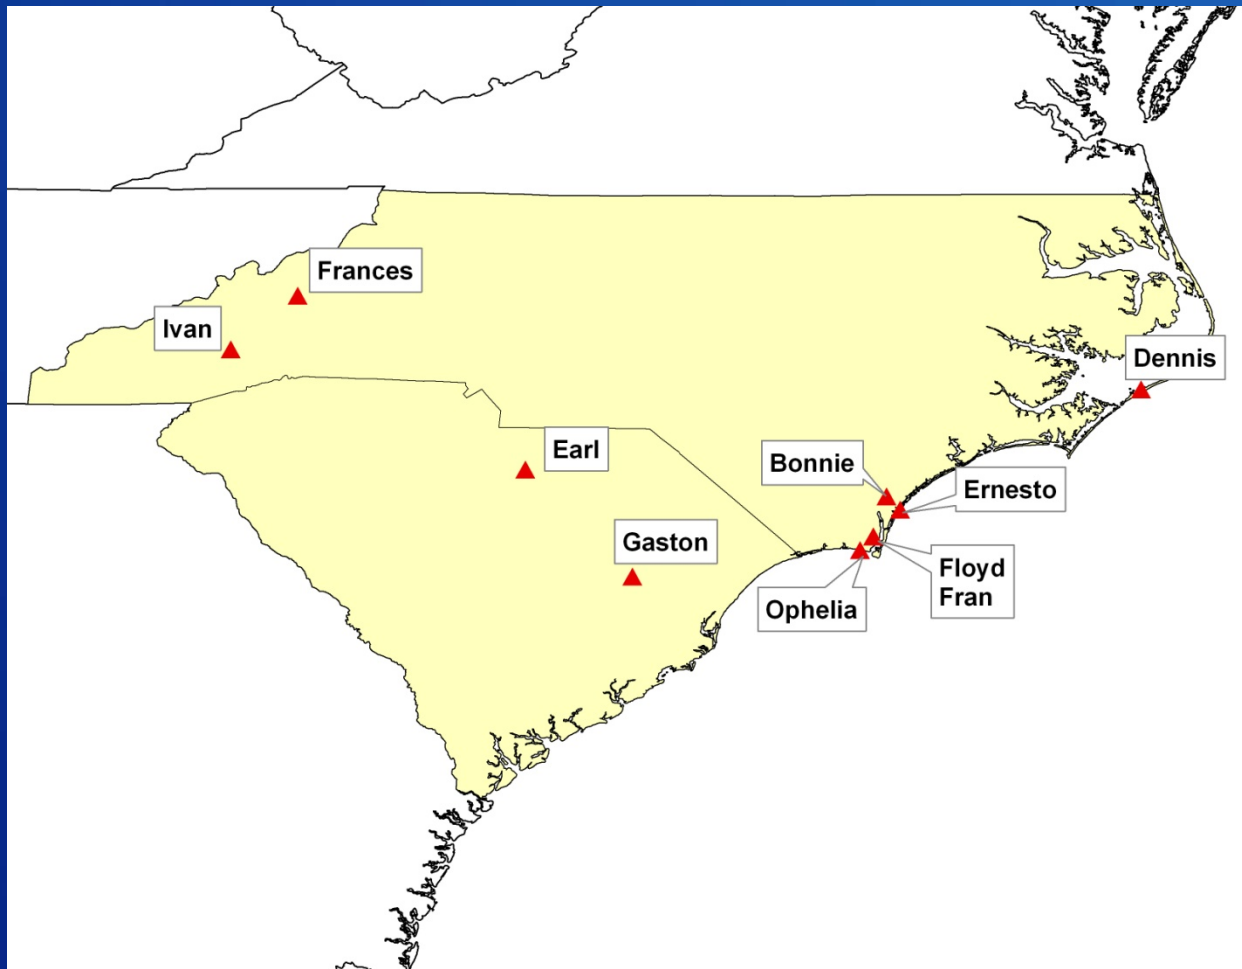 Frances
Ivan
Dennis
Earl
Bonnie
Ernesto
Gaston
Floyd
Fran
Ophelia